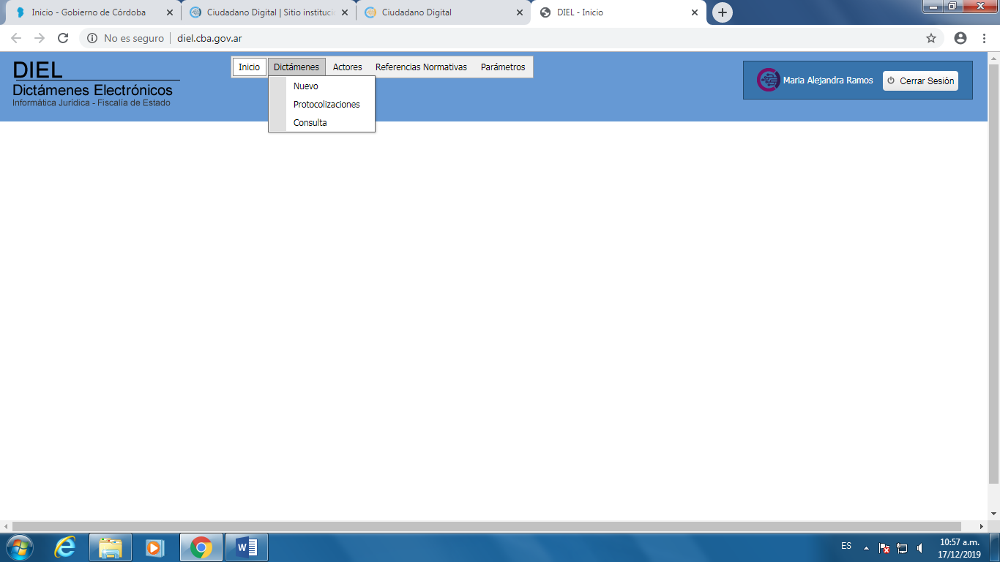 Inicio - Gobierno de Córdoba
Ciudadano Digital | Sitio instituci
Ciudadano Digital
DIEL - Inicio
No es seguro
diel.cba.gov.ar
DIEL
Dictámenes Electrónicos
Informática Jurídica - Fiscalía de Estado
Inicio
Dictámenes
Actores
Referencias Normativas
Parámetros
Nuevo
Protocolizaciones
Consulta
Maria Alejandra Ramos
Cerrar Sesión
ES
10:57 a.m.
17/12/2019